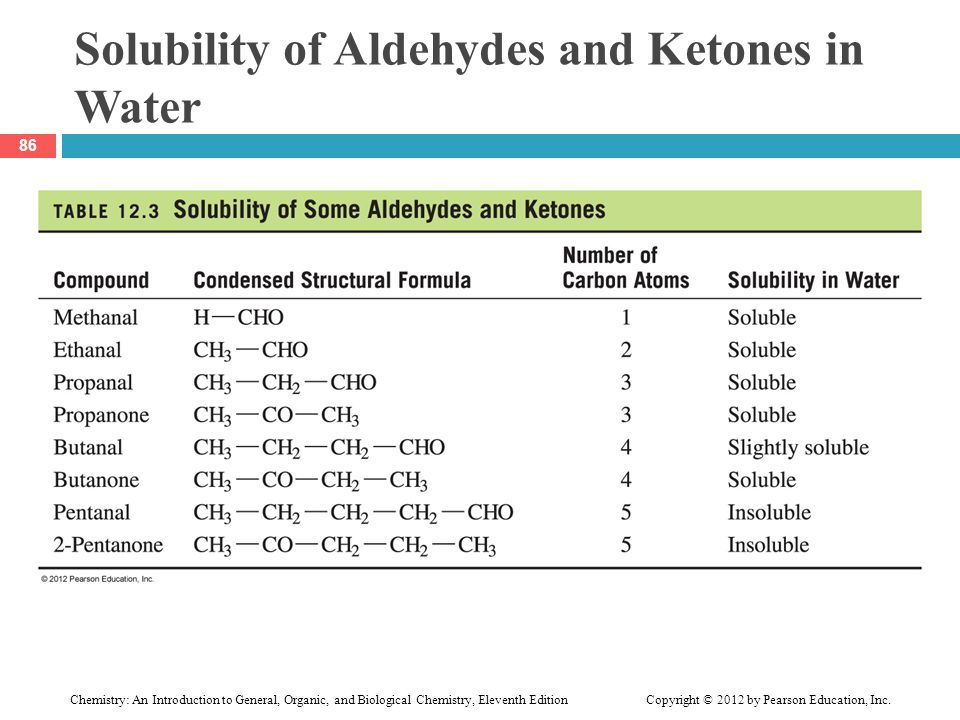 Solubility of Aldehydes and Ketones in
Water
86
TABLE 12.3 Solubility of Some Aldehydes and Ketones
Compound Condensed Structural Formula Number of Carbon Atoms Solubility in Water
Methanal H—CHO 1 Soluble
Ethanal CH₃—CHO 2 Soluble
Propanal CH₃—CH₂—CHO 3 Soluble
Propanone CH₃—CO—CH₃ 3 Soluble
Butanal CH₃—CH₂—CH₂—CHO 4 Slightly soluble
Butanone CH₃—CO—CH₂—CH₃ 4 Soluble
Pentanal CH₃—CH₂—CH₂—CH₂—CHO 5 Insoluble
2-Pentanone CH₃—CO—CH₂—CH₂—CH₃ 5 Insoluble
© 2012 Pearson Education, Inc.
Chemistry: An Introduction to General, Organic, and Biological Chemistry, Eleventh Edition Copyright © 2012 by Pearson Education, Inc.